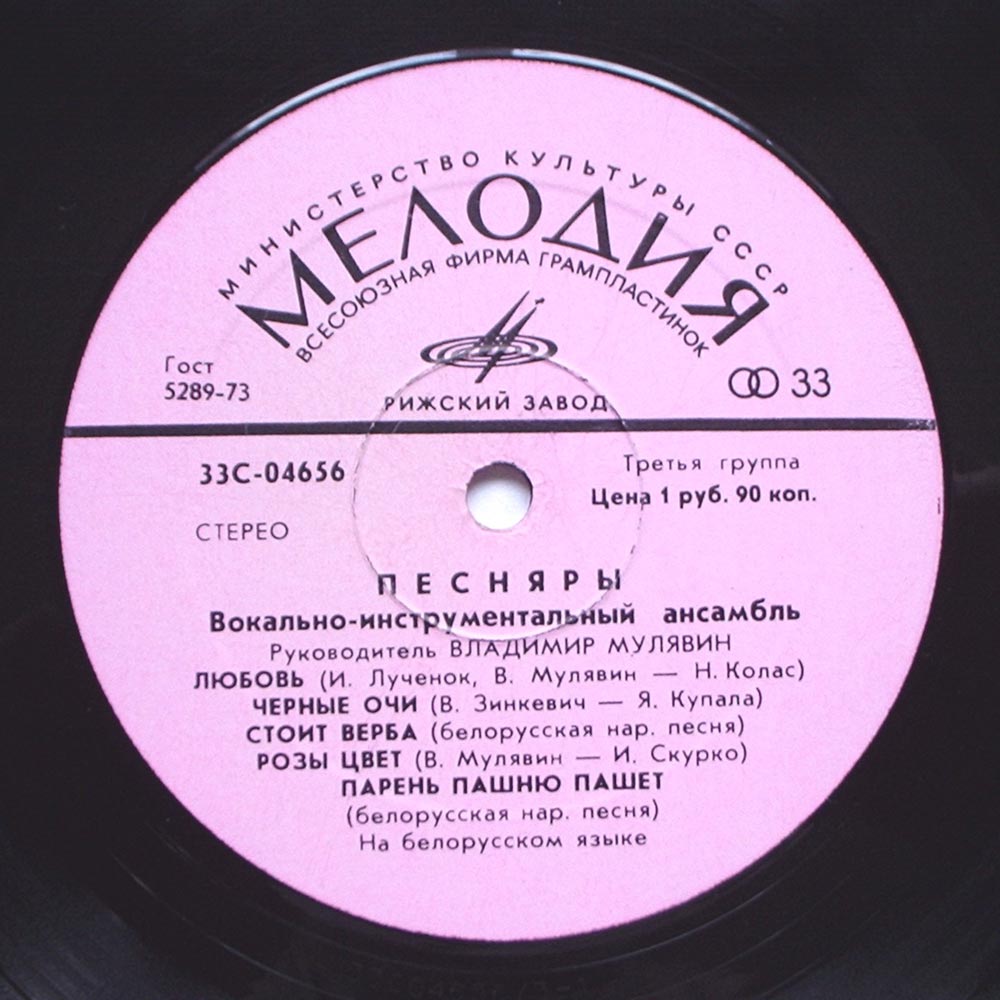 МИНИСТЕРСТВО КУЛЬТУРЫ СССР
МЕЛОДИЯ
ВСЕСОЮЗНАЯ ФИРМА ГРАМПЛАСТИНОК
Гост
5289-73
33
РИЖСКИЙ ЗАВОД
33С-04656
Третья группа
Цена 1 руб. 90 коп.
СТЕРЕО
ПЕСНЯРЫ
Вокально-инструментальный ансамбль
Руководитель ВЛАДИМИР МУЛЯВИН
ЛЮБОВЬ (И. Лученок, В. Мулявин — Н. Колас)
ЧЕРНЫЕ ОЧИ (В. Зинкевич — Я. Купала)
СТОИТ ВЕРБА (белорусская нар. песня)
РОЗЫ ЦВЕТ (В. Мулявин — И. Скурко)
ПАРЕНЬ ПАШНЮ ПАШЕТ
(белорусская нар. песня)
На белорусском языке